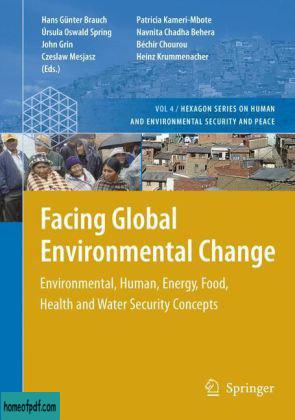 Hans Günter Brauch
Úrsula Oswald Spring
John Grin
Czeslaw Mesjasz
(Eds.)
Patricia Kameri-Mbote
Navnita Chadha Behera
Béchir Chourou
Heinz Krummenacher
VOL 4 / HEXAGON SERIES ON HUMAN
AND ENVIRONMENTAL SECURITY AND PEACE
Facing Global
Environmental Change
Environmental, Human, Energy, Food,
Health and Water Security Concepts
Springer
homeofpdf.com